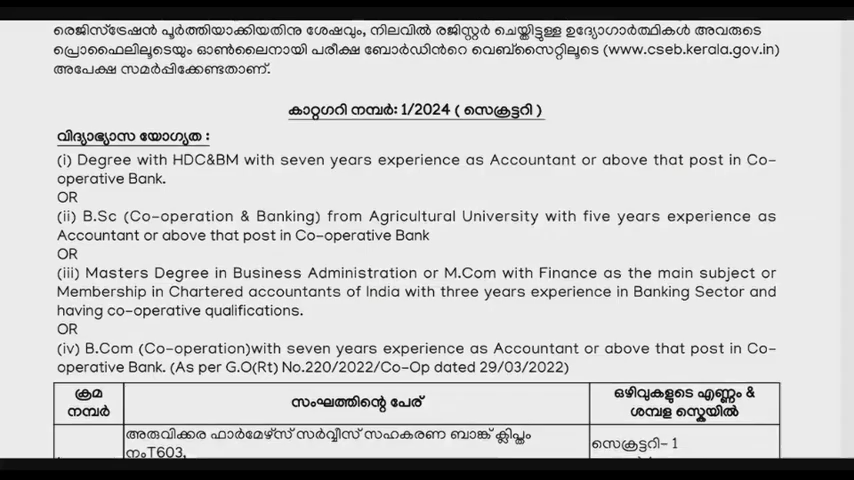 രജിസ്ട്രേഷൻ പൂർത്തിയാക്കിയതിനു ശേഷവും, നിലവിൽ രജിസ്റ്റർ ചെയ്തിട്ടുള്ള ഉദ്യോഗാർത്ഥികൾ അവരുടെ
പ്രൊഫൈലിലൂടെയും ഓൺലൈനായി പരീക്ഷ ബോർഡിൻറെ വെബ്സൈറ്റിലൂടെ (www.cseb.kerala.gov.in)
അപേക്ഷ സമർപ്പിക്കേണ്ടതാണ്.
കാറ്റഗറി നമ്പർ: 1/2024 ( സെക്രട്ടറി )
വിദ്യാഭ്യാസ യോഗ്യത :
(i) Degree with HDC&BM with seven years experience as Accountant or above that post in Co-
operative Bank.
OR
(ii) B.Sc (Co-operation & Banking) from Agricultural University with five years experience as
Accountant or above that post in Co-operative Bank
OR
(iii) Masters Degree in Business Administration or M.Com with Finance as the main subject or
Membership in Chartered accountants of India with three years experience in Banking Sector and
having co-operative qualifications.
OR
(iv) B.Com (Co-operation)with seven years experience as Accountant or above that post in Co-
operative Bank. (As per G.O(Rt) No.220/2022/Co-Op dated 29/03/2022)
ക്രമ നമ്പർ
സംഘത്തിന്റെ പേര്
ഒഴിവുകളുടെ എണ്ണം &
ശമ്പള സ്കെയിൽ
അരുവിക്കര ഫാർമേഴ്സ് സർവ്വീസ് സഹകരണ ബാങ്ക് ക്ലിപ്തം
നംT603,
സെക്രട്ടറി- 1